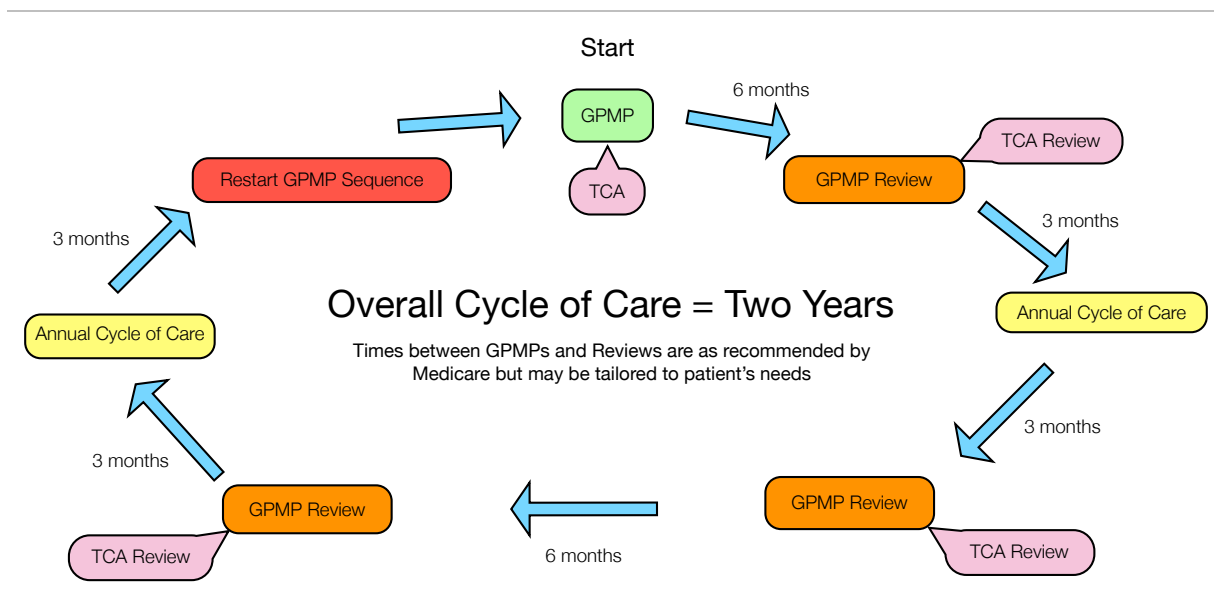 Start
6 months
GPMP
TCA Review
GPMP Review
Restart GPMP Sequence
TCA
3 months
3 months
Overall Cycle of Care = Two Years
Annual Cycle of Care
Annual Cycle of Care
Times between GPMPs and Reviews are as recommended by
Medicare but may be tailored to patient's needs
3 months
3 months
GPMP Review
GPMP Review
TCA Review
6 months
TCA Review